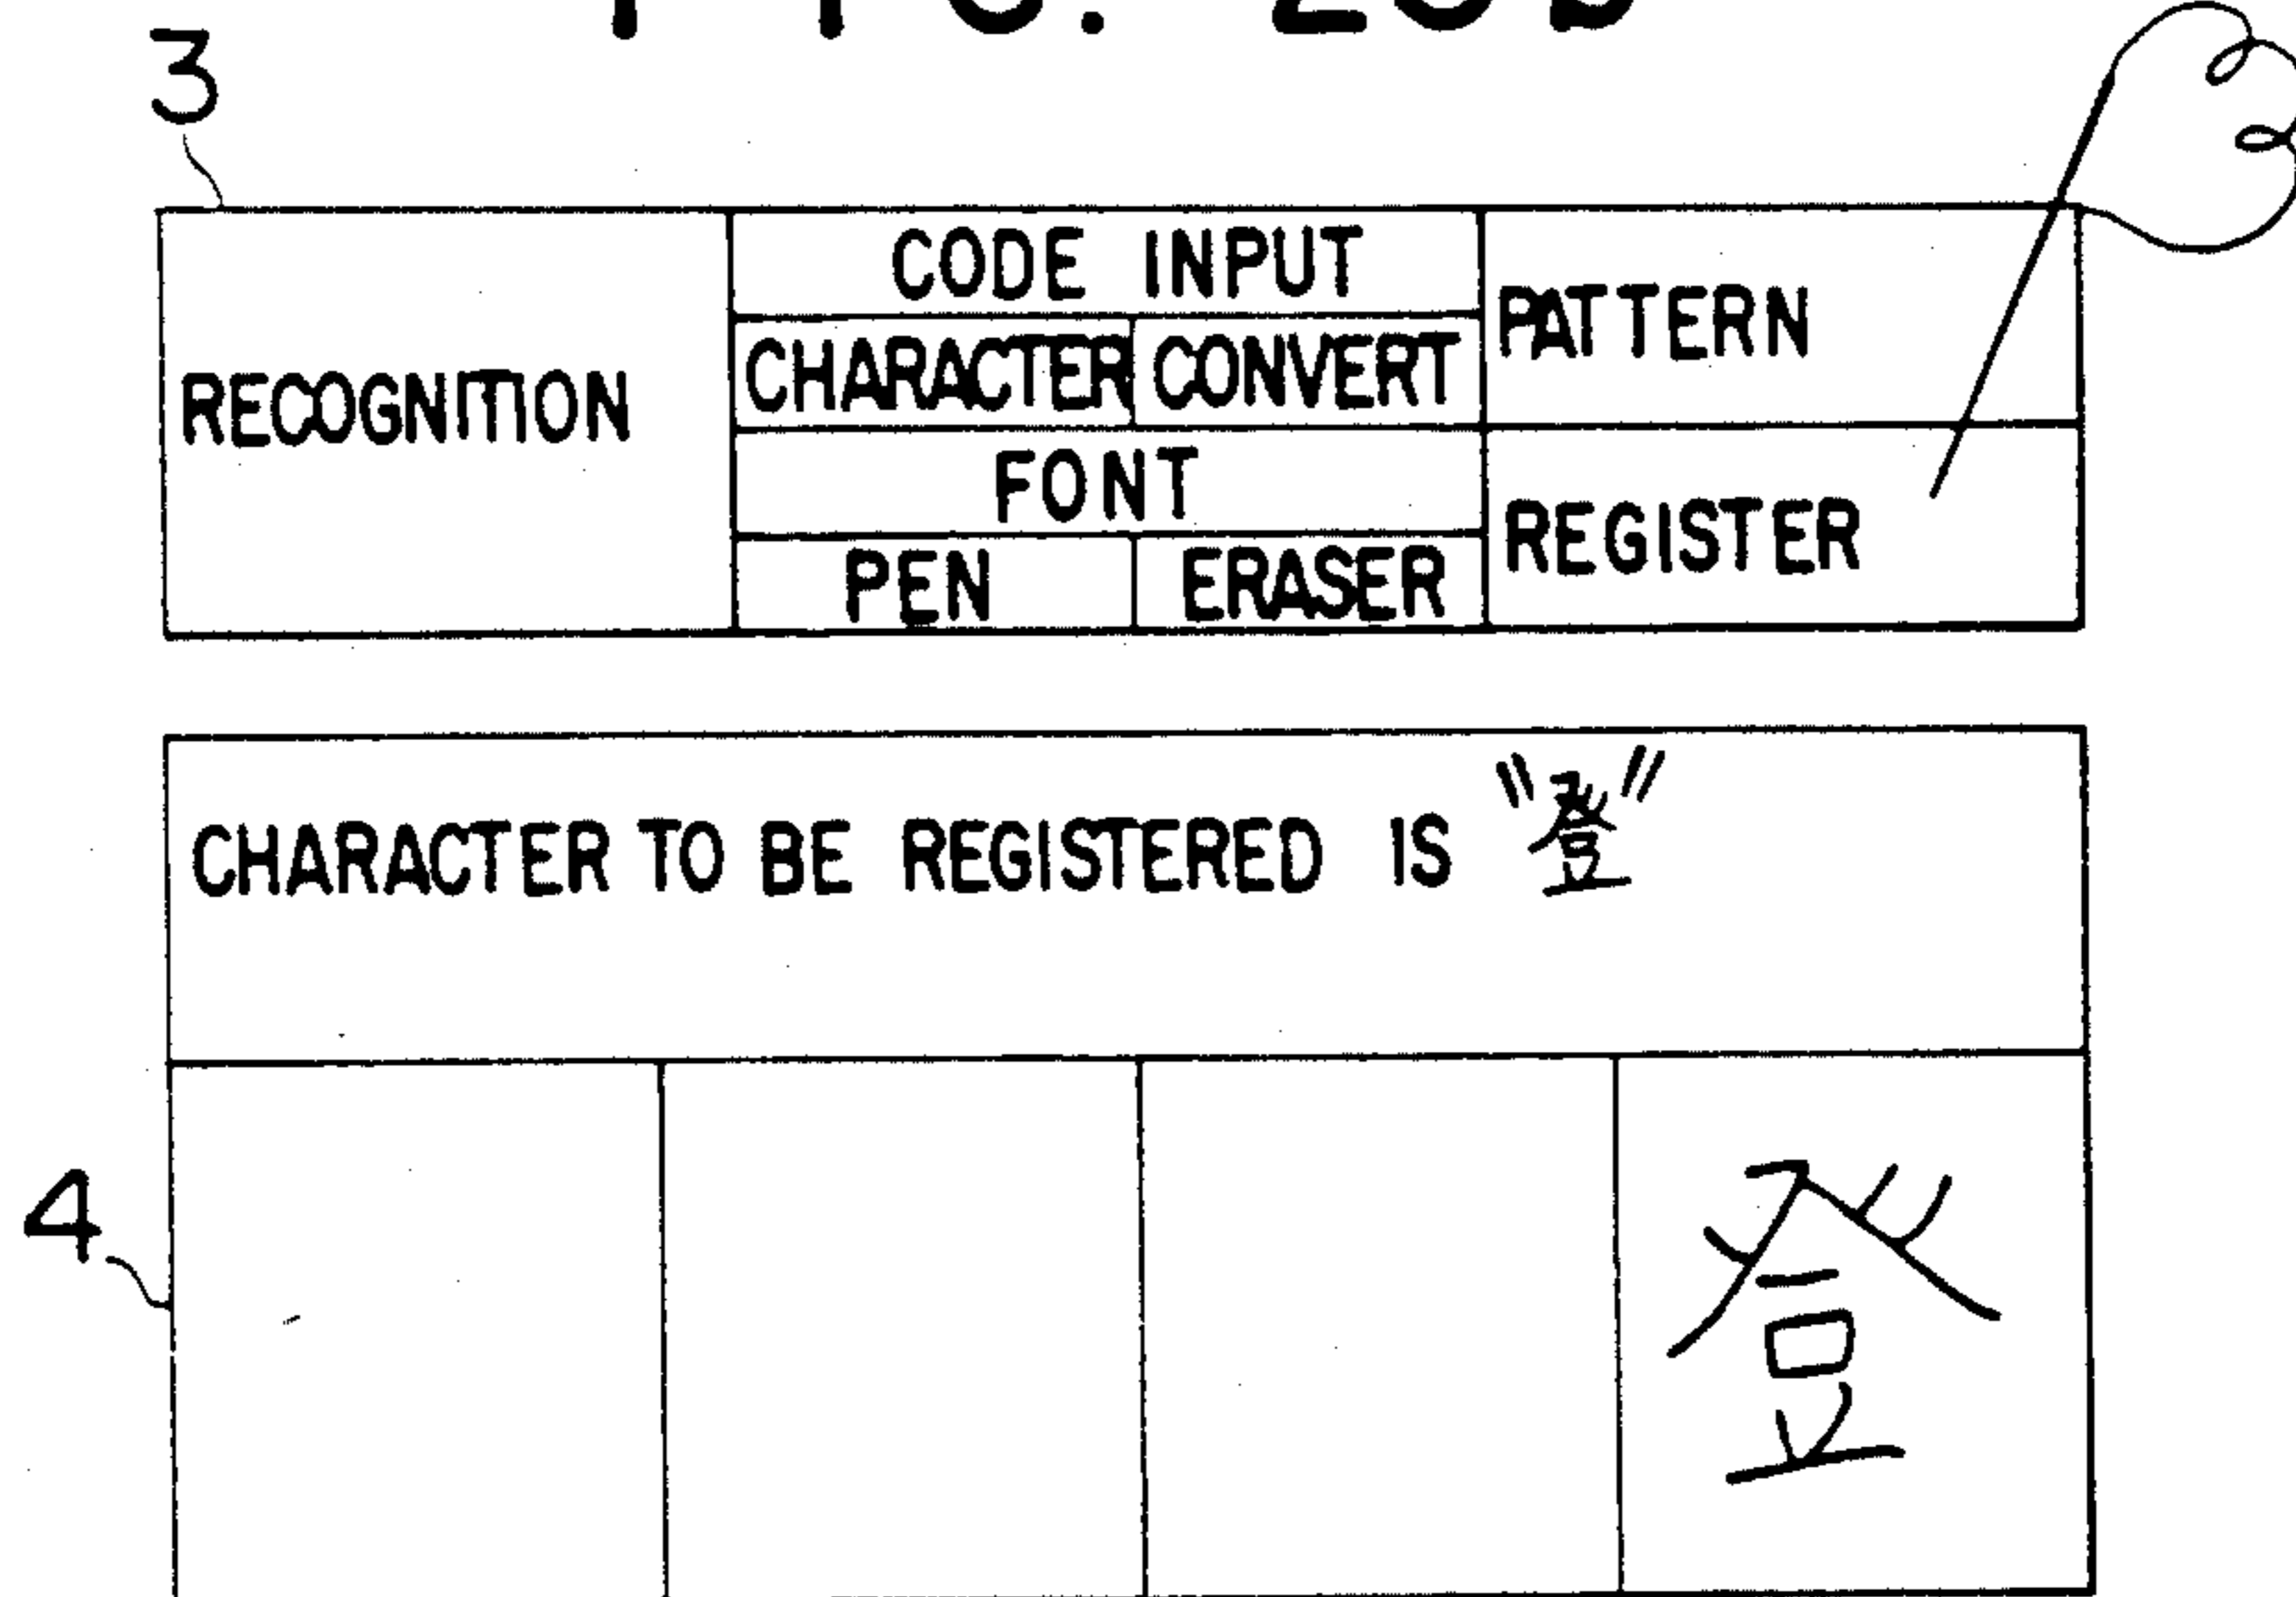 3
RECOGNITION
CODE INPUT
CHARACTER CONVERT
FONT
PEN ERASER
PATTERN
REGISTER
CHARACTER TO BE REGISTERED IS "登"
4
登